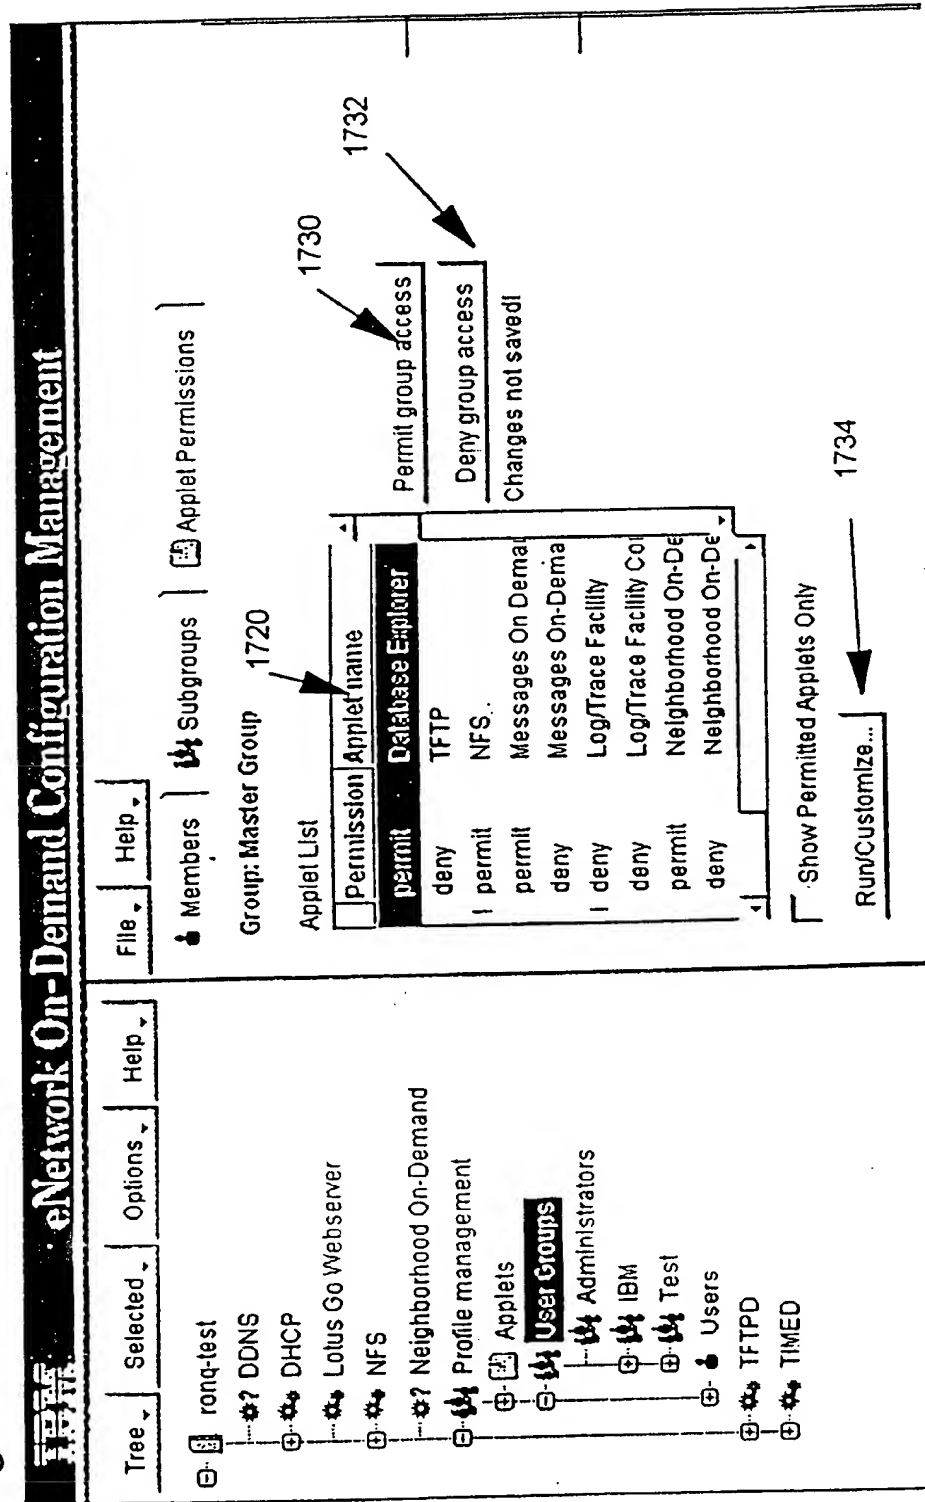 IBM
eNetwork On-Demand Configuration Management
Tree Selected Options Help
ronq-test
? DDNS
DHCP
Lotus Go Webserver
NFS
? Neighborhood On-Demand
Profile management
Applets
User Groups
Administrators
IBM
Test
Users
TFTPD
TIMED
File Help
Members Subgroups Applet Permissions
Group: Master Group
1720
Applet List
Permission Applet name
permit Database Explorer
deny TFTP
permit NFS..
permit Messages On Demar
deny Messages On-Dema
deny Log/Trace Facility
deny Log/Trace Facility Cor
permit Neighborhood On-De
deny Neighborhood On-De
1730
Permit group access
1732
Deny group access
Changes not saved!
Show Permitted Applets Only
Run/Customize...
1734